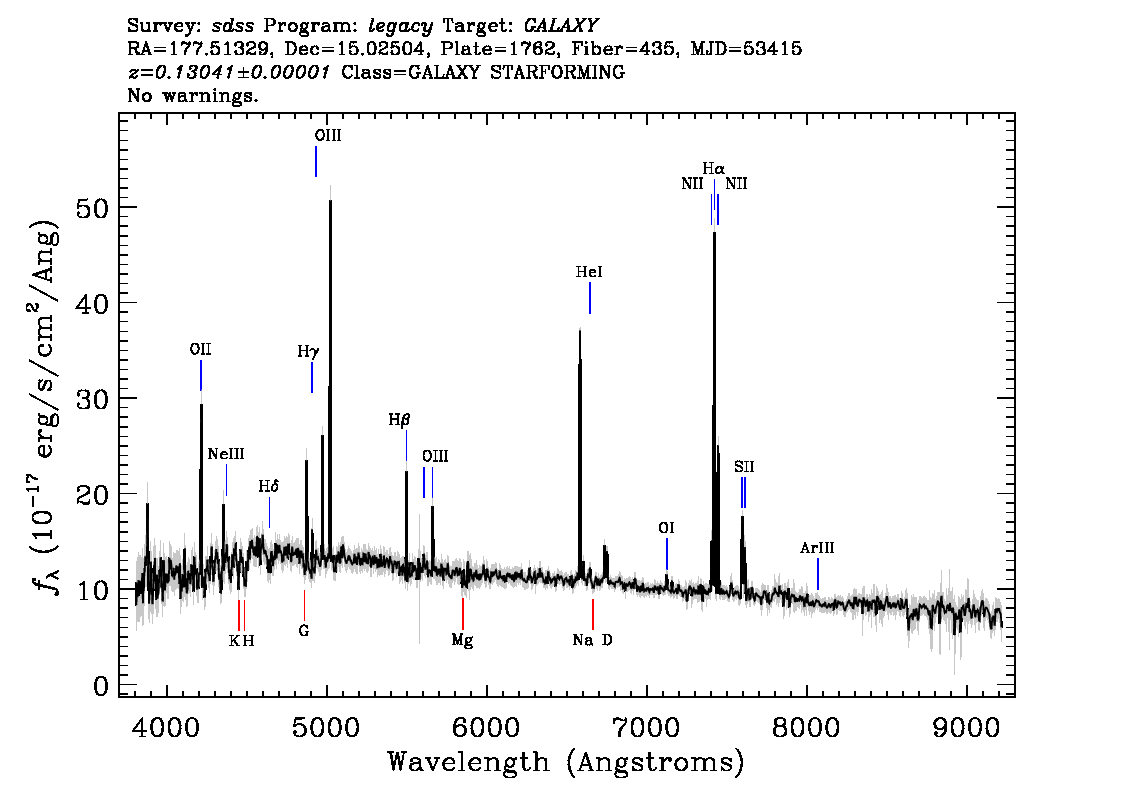 Survey: sdss Program: legacy Target: GALAXY
RA=177.51329, Dec=15.02504, Plate=1762, Fiber=435, MJD=53415
z=0.13041±0.00001 Class=GALAXY STARFORMING
No warnings.
OIII
Hα
NII NII
HeI
OII
Hγ
Hβ
NeIII
OIII
SII
Hδ
OI
ArIII
G
K H
Mg
Na D
50
40
30
20
10
0
f_λ (10⁻¹⁷ erg/s/cm²/Ang)
4000 5000 6000 7000 8000 9000
Wavelength (Angstroms)